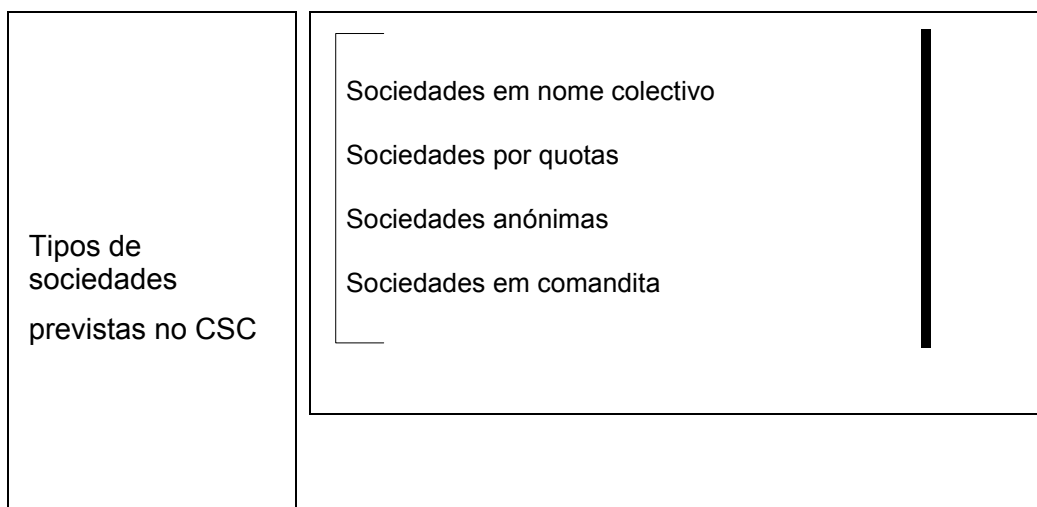 Tipos de
sociedades
previstas no CSC
Sociedades em nome colectivo
Sociedades por quotas
Sociedades anónimas
Sociedades em comandita